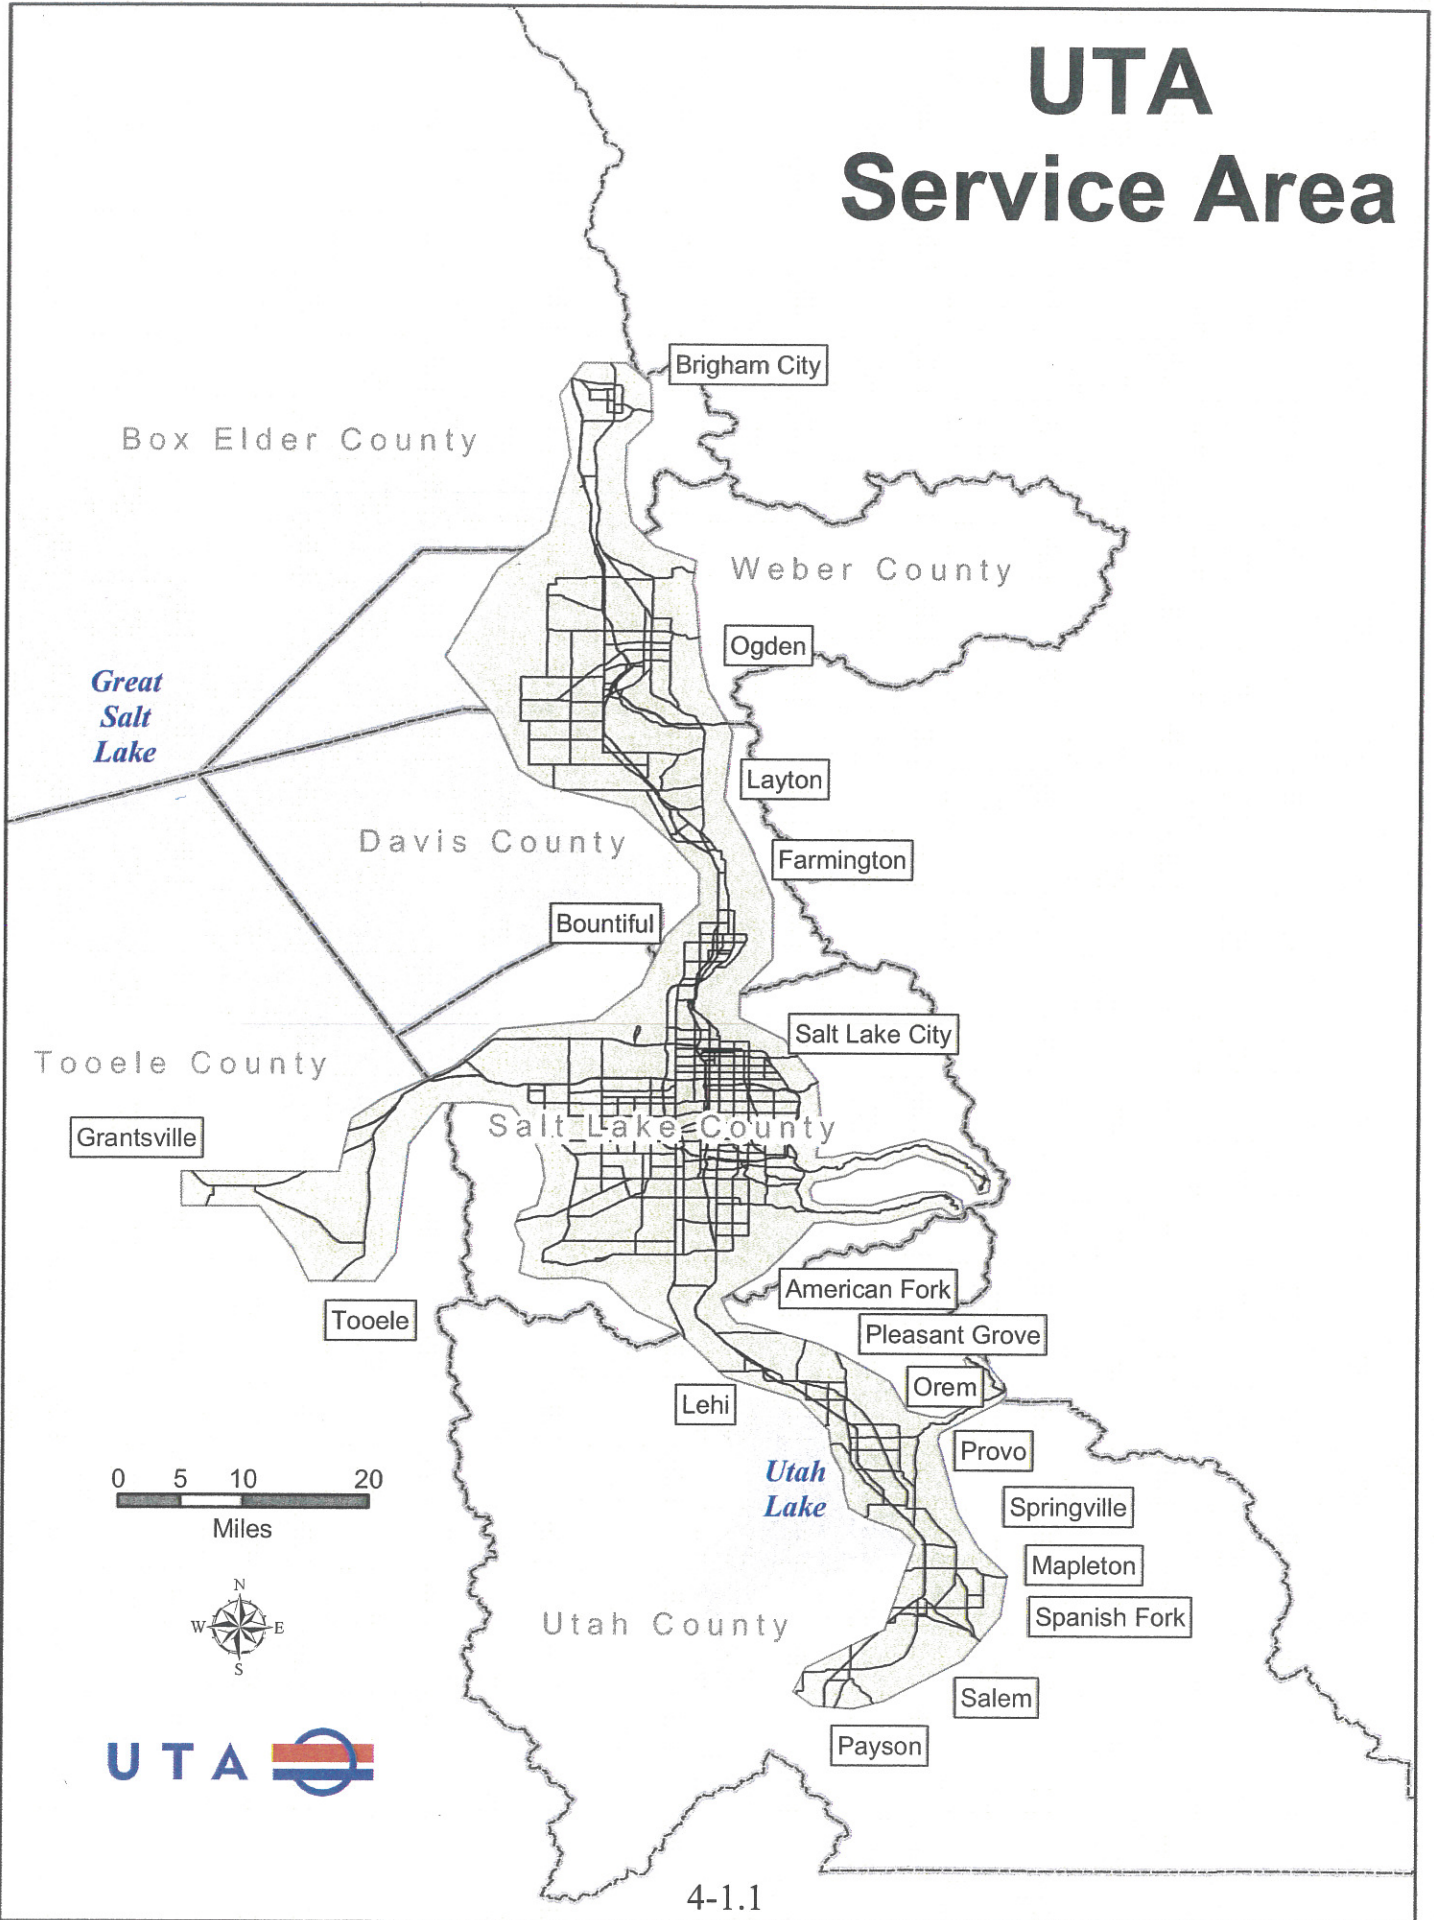 UTA
Service Area
Brigham City
Box Elder County
Weber County
Ogden
Great
Salt
Lake
Layton
Davis County
Farmington
Bountiful
Salt Lake City
Tooele County
Salt Lake County
Grantsville
American Fork
Tooele
Pleasant Grove
Orem
Lehi
Provo
Utah
Lake
0 5 10 20
Miles
Springville
Mapleton
N
W E
S
Spanish Fork
Utah County
Salem
Payson
UTA
4-1.1